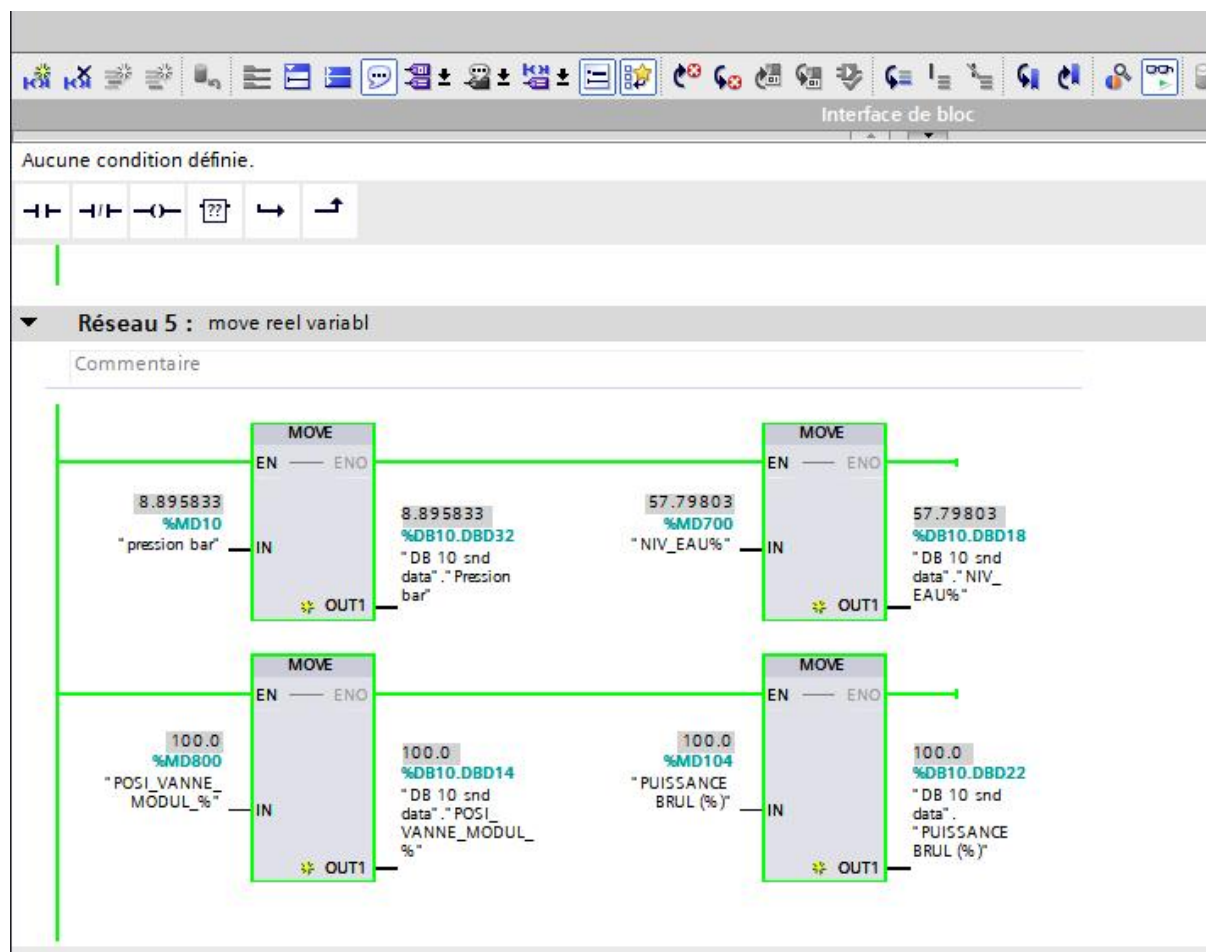 Interface de bloc
Aucune condition définie.
??
Réseau 5 : move reel variabl
Commentaire
MOVE
EN ENO
8.895833
%MD10
"pression bar"
IN
8.895833
%DB10.DBD32
"DB 10 snd
data"."Pression
bar"
OUT1
MOVE
EN ENO
57.79803
%MD700
"NIV_EAU%"
IN
57.79803
%DB10.DBD18
"DB 10 snd
data"."NIV_
EAU%"
OUT1
MOVE
EN ENO
100.0
%MD800
"POSI_VANNE_
MODUL_%"
IN
100.0
%DB10.DBD14
"DB 10 snd
data"."POSI_
VANNE_MODUL_
%"
OUT1
MOVE
EN ENO
100.0
%MD104
"PUISSANCE
BRUL (%)"
IN
100.0
%DB10.DBD22
"DB 10 snd
data".
"PUISSANCE
BRUL (%)"
OUT1